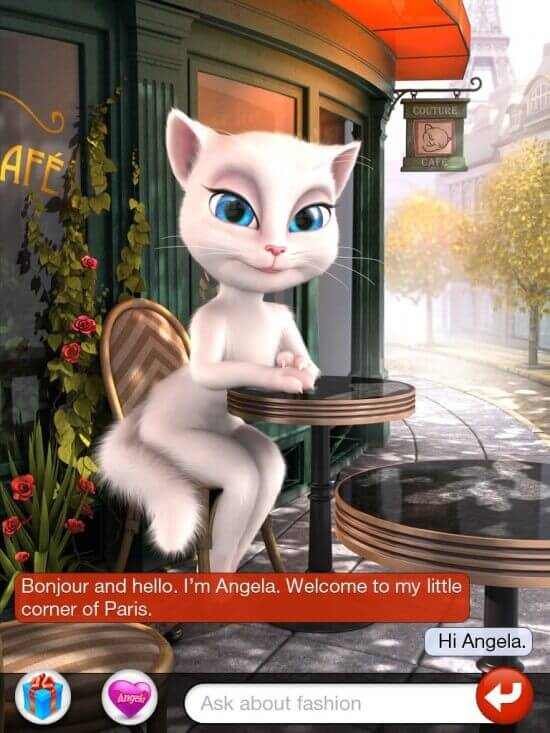 AFÉ
COUTURE
CAFÉ
Bonjour and hello. I'm Angela. Welcome to my little
corner of Paris.
Hi Angela.
Angela
Ask about fashion